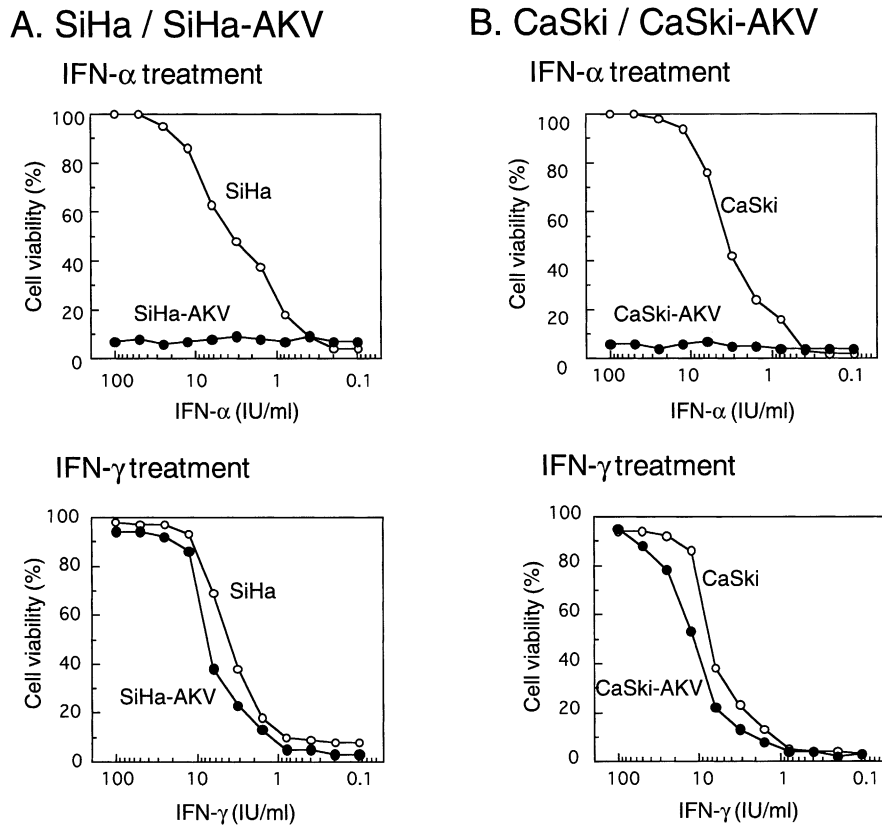 A. SiHa / SiHa-AKV
IFN-α treatment
100
80
60
40
20
0
Cell viability (%)
SiHa
SiHa-AKV
100 10 1 0.1
IFN-α (IU/ml)
IFN-γ treatment
100
80
60
40
20
0
Cell viability (%)
SiHa
SiHa-AKV
100 10 1 0.1
IFN-γ (IU/ml)
B. CaSki / CaSki-AKV
IFN-α treatment
100
80
60
40
20
0
Cell viability (%)
CaSki
CaSki-AKV
100 10 1 0.1
IFN-α (IU/ml)
IFN-γ treatment
100
80
60
40
20
0
Cell viability (%)
CaSki
CaSki-AKV
100 10 1 0.1
IFN-γ (IU/ml)